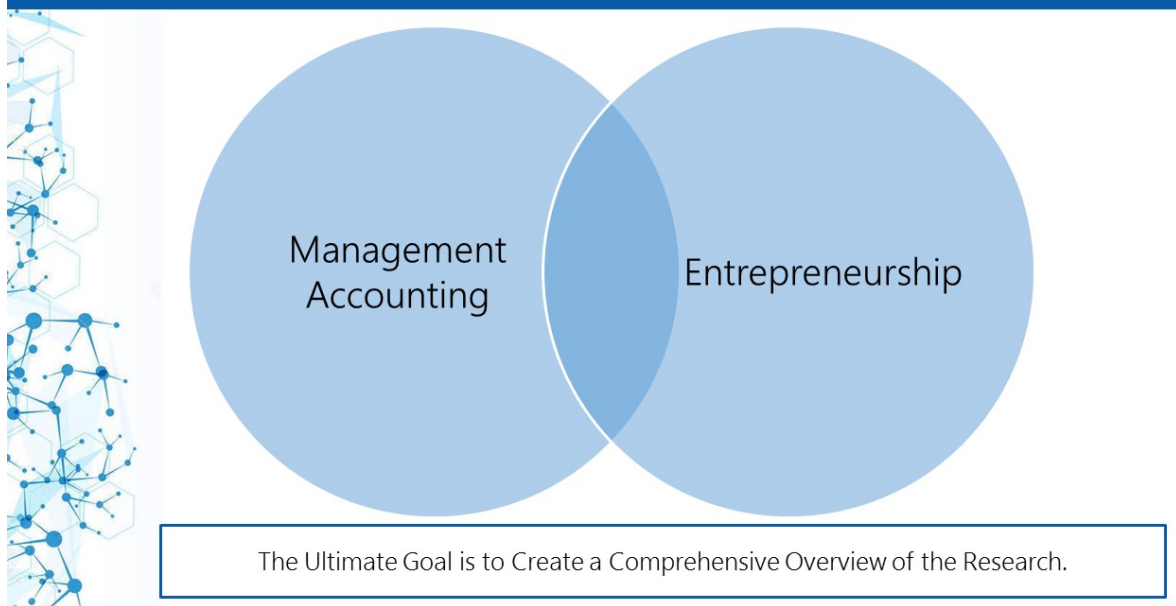 Management
Accounting
Entrepreneurship
The Ultimate Goal is to Create a Comprehensive Overview of the Research.